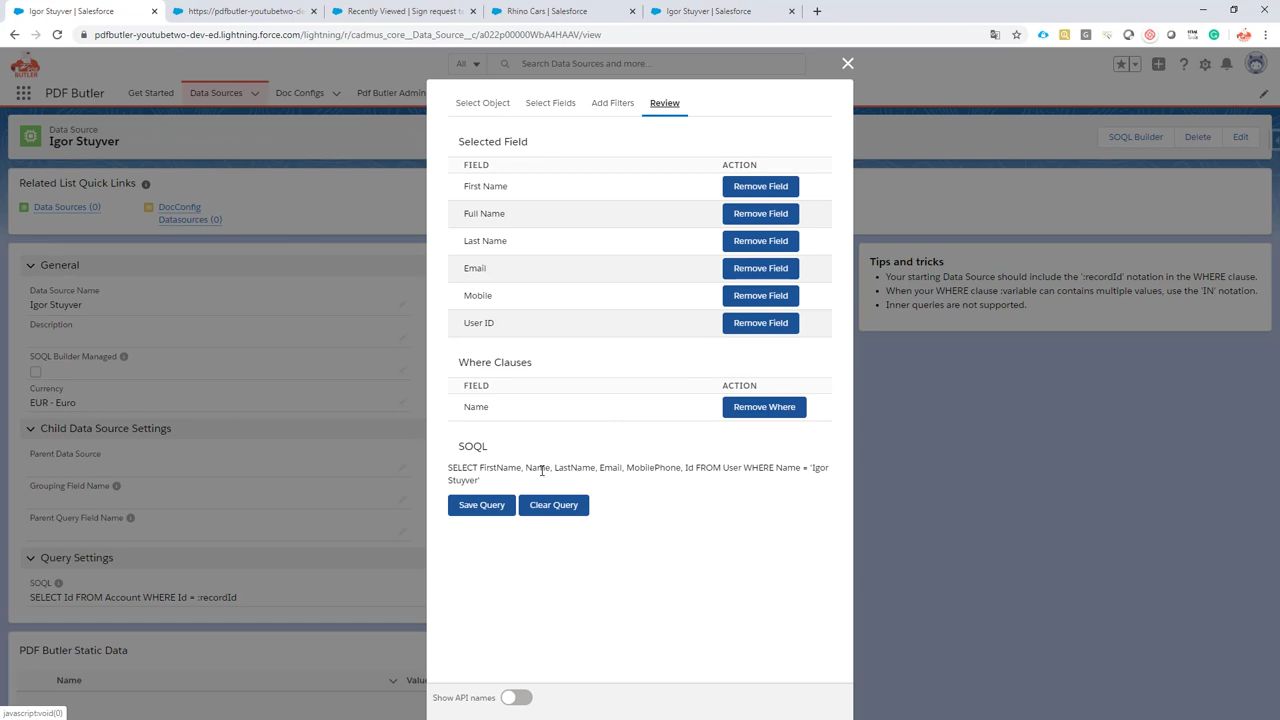 Igor Stuyver | Salesforce
https://pdfbutler-youtubetwo-de
Recently Viewed | Sign request t
Rhino Cars | Salesforce
Igor Stuyver | Salesforce
pdfbutler-youtubetwo-dev-ed.lightning.force.com/lightning/r/cadmus_core__Data_Source__c/a022p00000WbA4HAAV/view
BUTLER
All
Search Data Sources and more...
PDF Butler
Get Started
Data Sources
Doc Configs
Pdf Butler Admin
Select Object
Select Fields
Add Filters
Review
Data Source
Igor Stuyver
SOQL Builder
Delete
Edit
Selected Field
FIELD ACTION
First Name Remove Field
Full Name Remove Field
Last Name Remove Field
Email Remove Field
Mobile Remove Field
User ID Remove Field
Where Clauses
FIELD ACTION
Name Remove Where
SOQL
SELECT FirstName, Name, LastName, Email, MobilePhone, Id FROM User WHERE Name = 'Igor
Stuyver'
Save Query
Clear Query
Show API names
Related List Quick Links
Data Sources (0)
DocConfig
Datasources (0)
General
Data Source Name
Igor Stuyver
Description
SOQL Builder Managed
Currency
EUR - Euro
Child Data Source Settings
Parent Data Source
Grouping Field Name
Parent Query Field Name
Query Settings
SOQL
SELECT Id FROM Account WHERE Id = :recordId
PDF Butler Static Data
Name
Value
Tips and tricks
Your starting Data Source should include the ':recordId' notation in the WHERE clause.
When your WHERE clause :variable can contains multiple values, use the 'IN' notation.
Inner queries are not supported.
javascript:void(0)